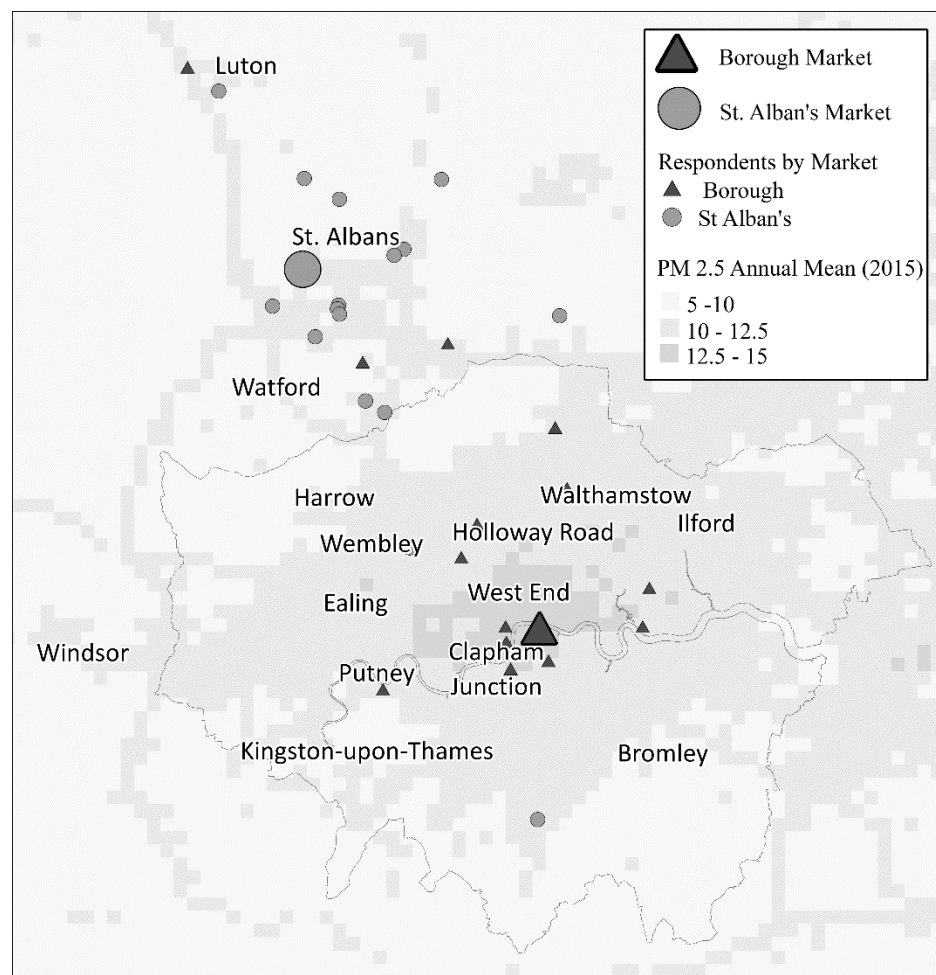 Borough Market
St. Alban's Market
Respondents by Market
Borough
St Alban's
PM 2.5 Annual Mean (2015)
5 -10
10 - 12.5
12.5 - 15
Luton
St. Albans
Watford
Harrow
Walthamstow
Ilford
Holloway Road
Wembley
West End
Ealing
Windsor
Clapham
Junction
Putney
Kingston-upon-Thames
Bromley